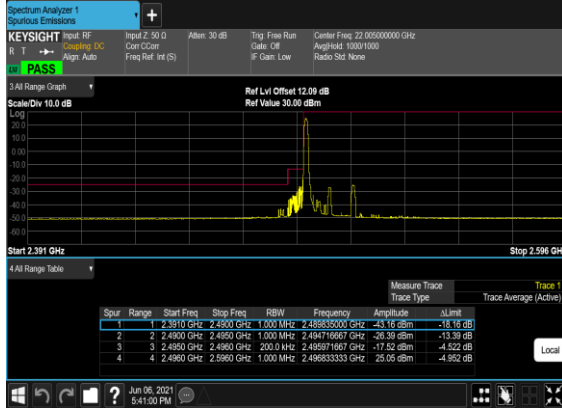 Spectrum Analyzer 1
Spurious Emissions
+
KEYSIGHT Input: RF Input Z: 50 Ω Atten: 30 dB Trig: Free Run Center Freq: 22.005000000 GHz
R T Coupling: DC Corr CCorr Gate: Off Avg|Hold: 1000/1000
Align: Auto Freq Ref: Int (S) IF Gain: Low Radio Std: None
PASS
3 All Range Graph
Ref Lvl Offset 12.09 dB
Scale/Div 10.0 dB Ref Value 30.00 dBm
Log
20.0
10.0
0.00
-10.0
-20.0
-30.0
-40.0
-50.0
-60.0
Start 2.391 GHz Stop 2.596 GH
4 All Range Table
Measure Trace Trace 1
Trace Type Trace Average (Active)
Spur Range Start Freq Stop Freq RBW Frequency Amplitude ΔLimit
1 1 2.3910 GHz 2.4900 GHz 1.000 MHz 2.489835000 GHz -43.16 dBm -18.16 dB
2 2 2.4900 GHz 2.4950 GHz 1.000 MHz 2.494716667 GHz -26.39 dBm -13.39 dB
3 3 2.4950 GHz 2.4960 GHz 200.0 kHz 2.495971667 GHz -17.52 dBm -4.522 dB
4 4 2.4960 GHz 2.5960 GHz 1.000 MHz 2.496833333 GHz 25.05 dBm -4.952 dB
Local
?
Jun 06, 2021
5:41:00 PM